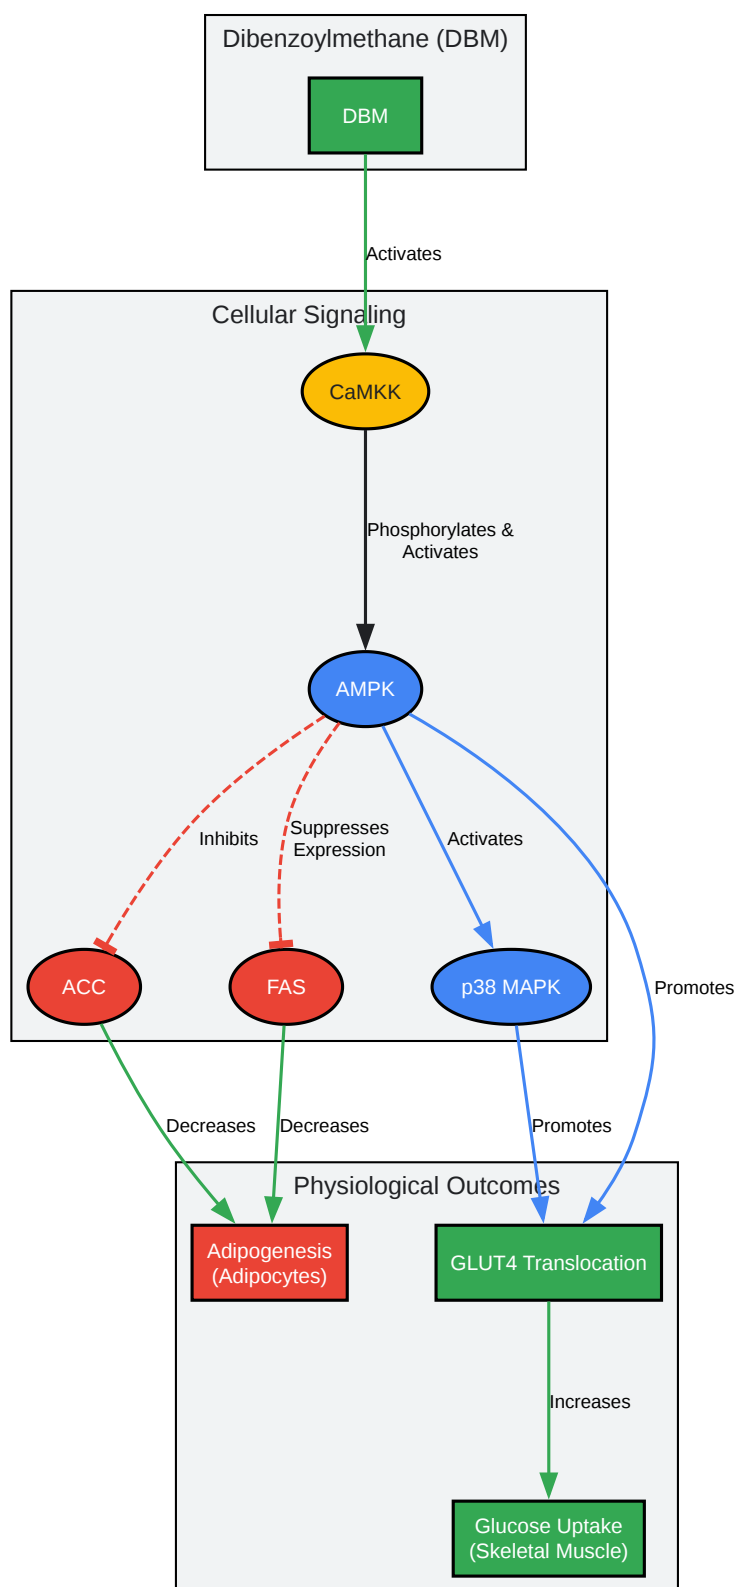 Dibenzoylmethane (DBM)
DBM
Activates
Cellular Signaling
CaMKK
Phosphorylates &
Activates
AMPK
Inhibits
Suppresses
Expression
Activates
ACC
FAS
p38 MAPK
Promotes
Decreases
Decreases
Promotes
Physiological Outcomes
Adipogenesis
(Adipocytes)
GLUT4 Translocation
Increases
Glucose Uptake
(Skeletal Muscle)